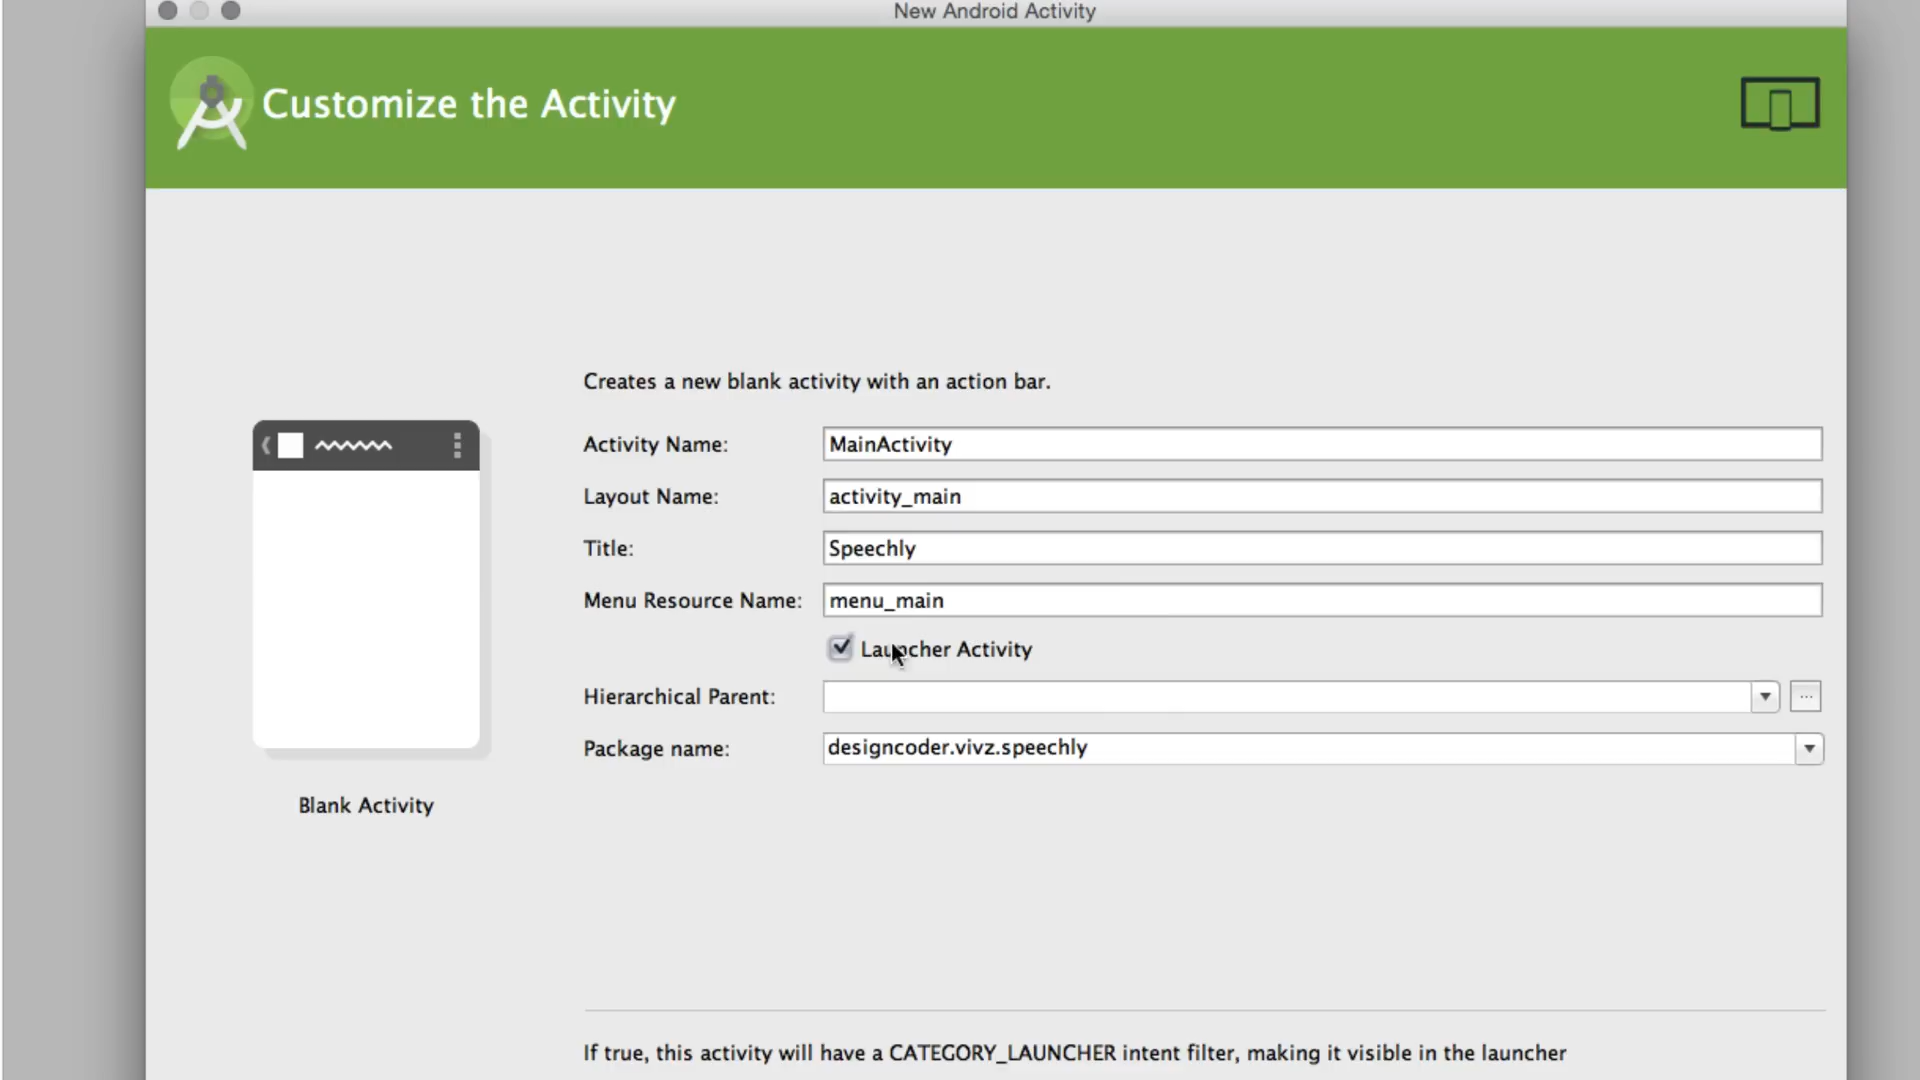 New Android Activity
Customize the Activity
Creates a new blank activity with an action bar.
Activity Name: MainActivity
Layout Name: activity_main
Title: Speechly
Menu Resource Name: menu_main
Launcher Activity
Hierarchical Parent:
Package name: designcoder.vivz.speechly
Blank Activity
If true, this activity will have a CATEGORY_LAUNCHER intent filter, making it visible in the launcher